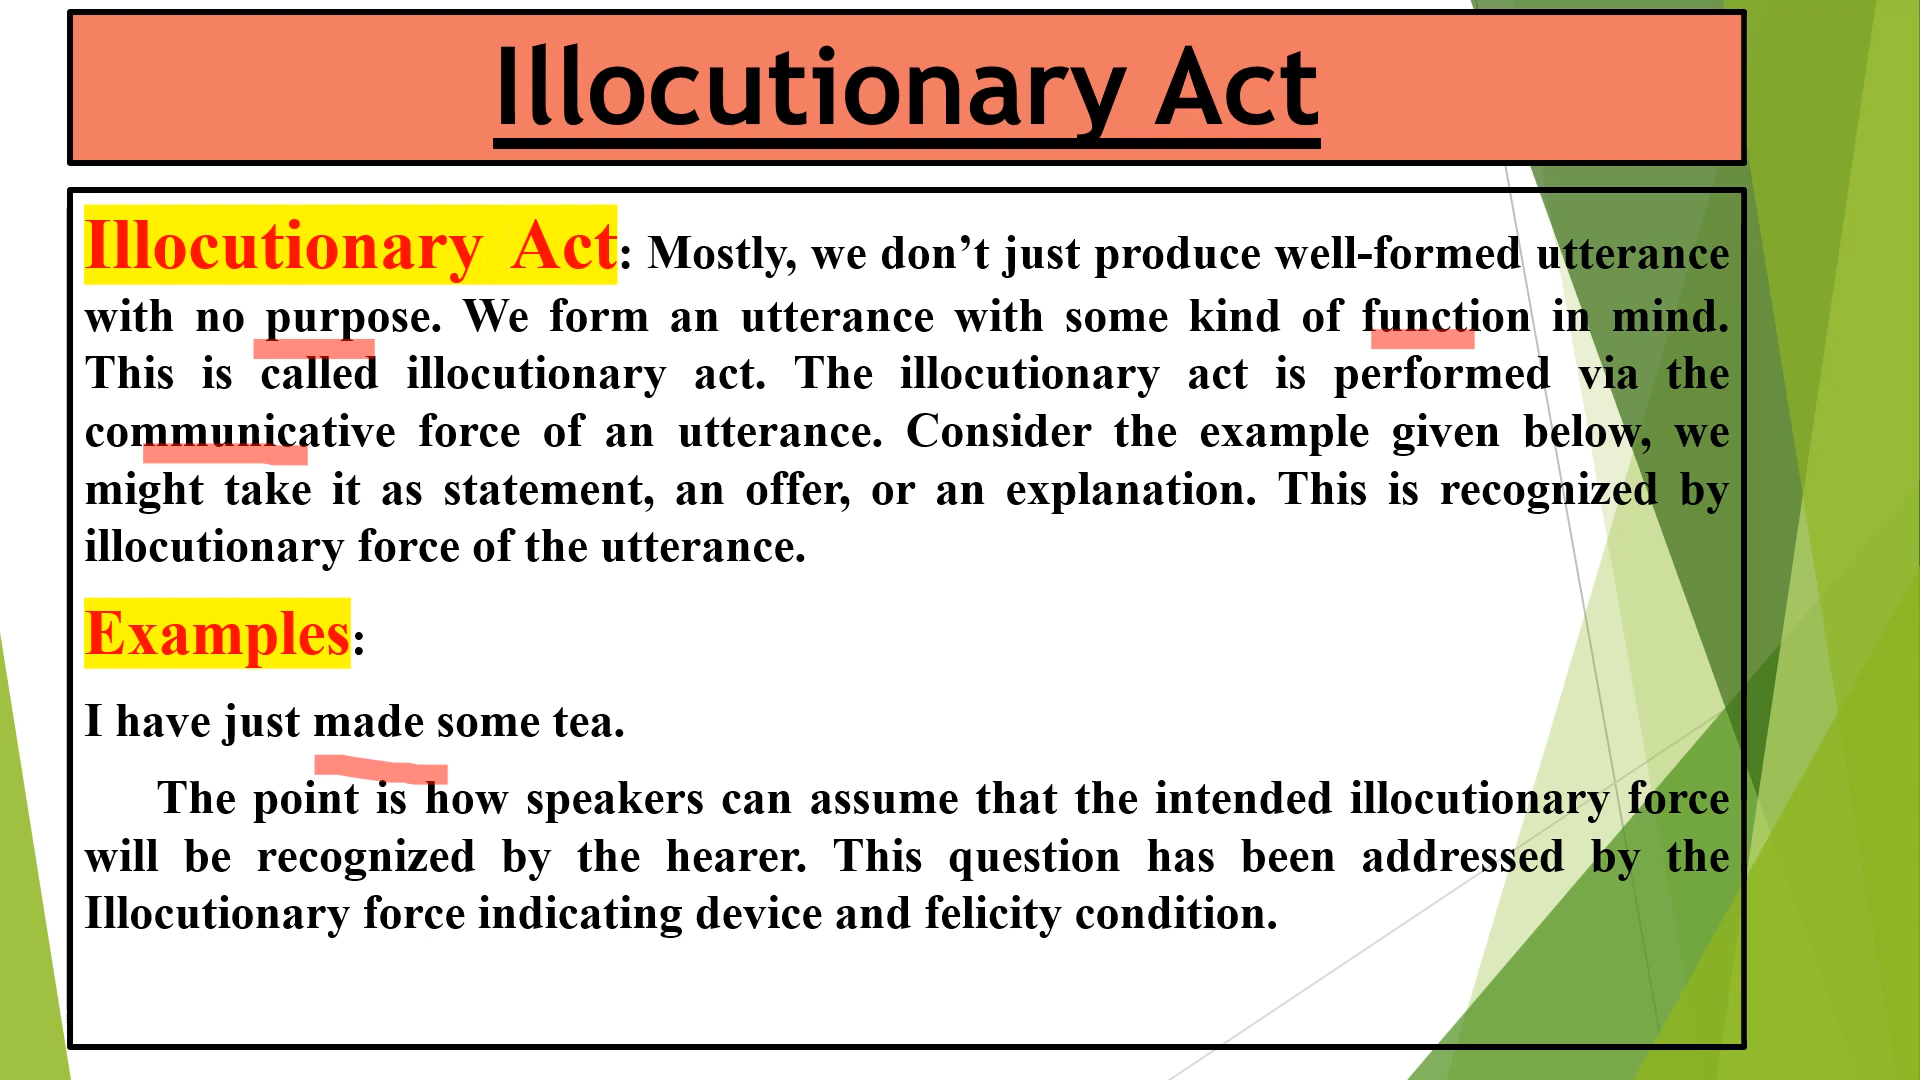 Illocutionary Act
Illocutionary Act: Mostly, we don’t just produce well-formed utterance
with no purpose. We form an utterance with some kind of function in mind.
This is called illocutionary act. The illocutionary act is performed via the
communicative force of an utterance. Consider the example given below, we
might take it as statement, an offer, or an explanation. This is recognized by
illocutionary force of the utterance.
Examples:
I have just made some tea.
The point is how speakers can assume that the intended illocutionary force
will be recognized by the hearer. This question has been addressed by the
Illocutionary force indicating device and felicity condition.